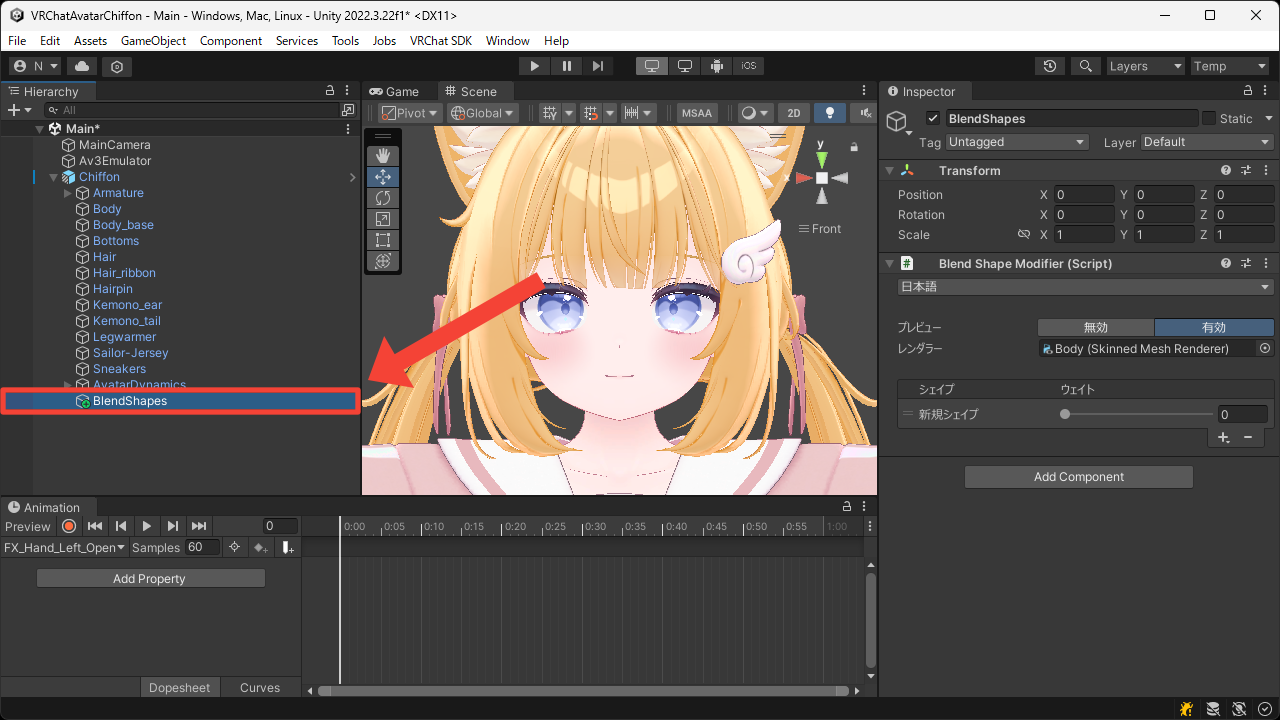 VRChatAvatarChiffon - Main - Windows, Mac, Linux - Unity 2022.3.22f1* <DX11>
File Edit Assets GameObject Component Services Tools Jobs VRChat SDK Window Help
N
iOS
Layers
Temp
Hierarchy
All
Main*
MainCamera
Av3Emulator
Chiffon
Armature
Body
Body_base
Bottoms
Hair
Hair_ribbon
Hairpin
Kemono_ear
Kemono_tail
Legwarmer
Sailor-Jersey
Sneakers
AvatarDynamics
BlendShapes
Game
Scene
Pivot
Global
MSAA
2D
y
x
Front
Inspector
BlendShapes
Static
Tag Untagged
Layer Default
Transform
Position X 0 Y 0 Z 0
Rotation X 0 Y 0 Z 0
Scale X 1 Y 1 Z 1
Blend Shape Modifier (Script)
日本語
プレビュー 無効 有効
レンダラー Body (Skinned Mesh Renderer)
シェイプ ウェイト
新規シェイプ 0
Add Component
Animation
Preview 0
0:00 0:05 0:10 0:15 0:20 0:25 0:30 0:35 0:40 0:45 0:50 0:55 1:00
FX_Hand_Left_Open Samples 60
Add Property
Dopesheet Curves